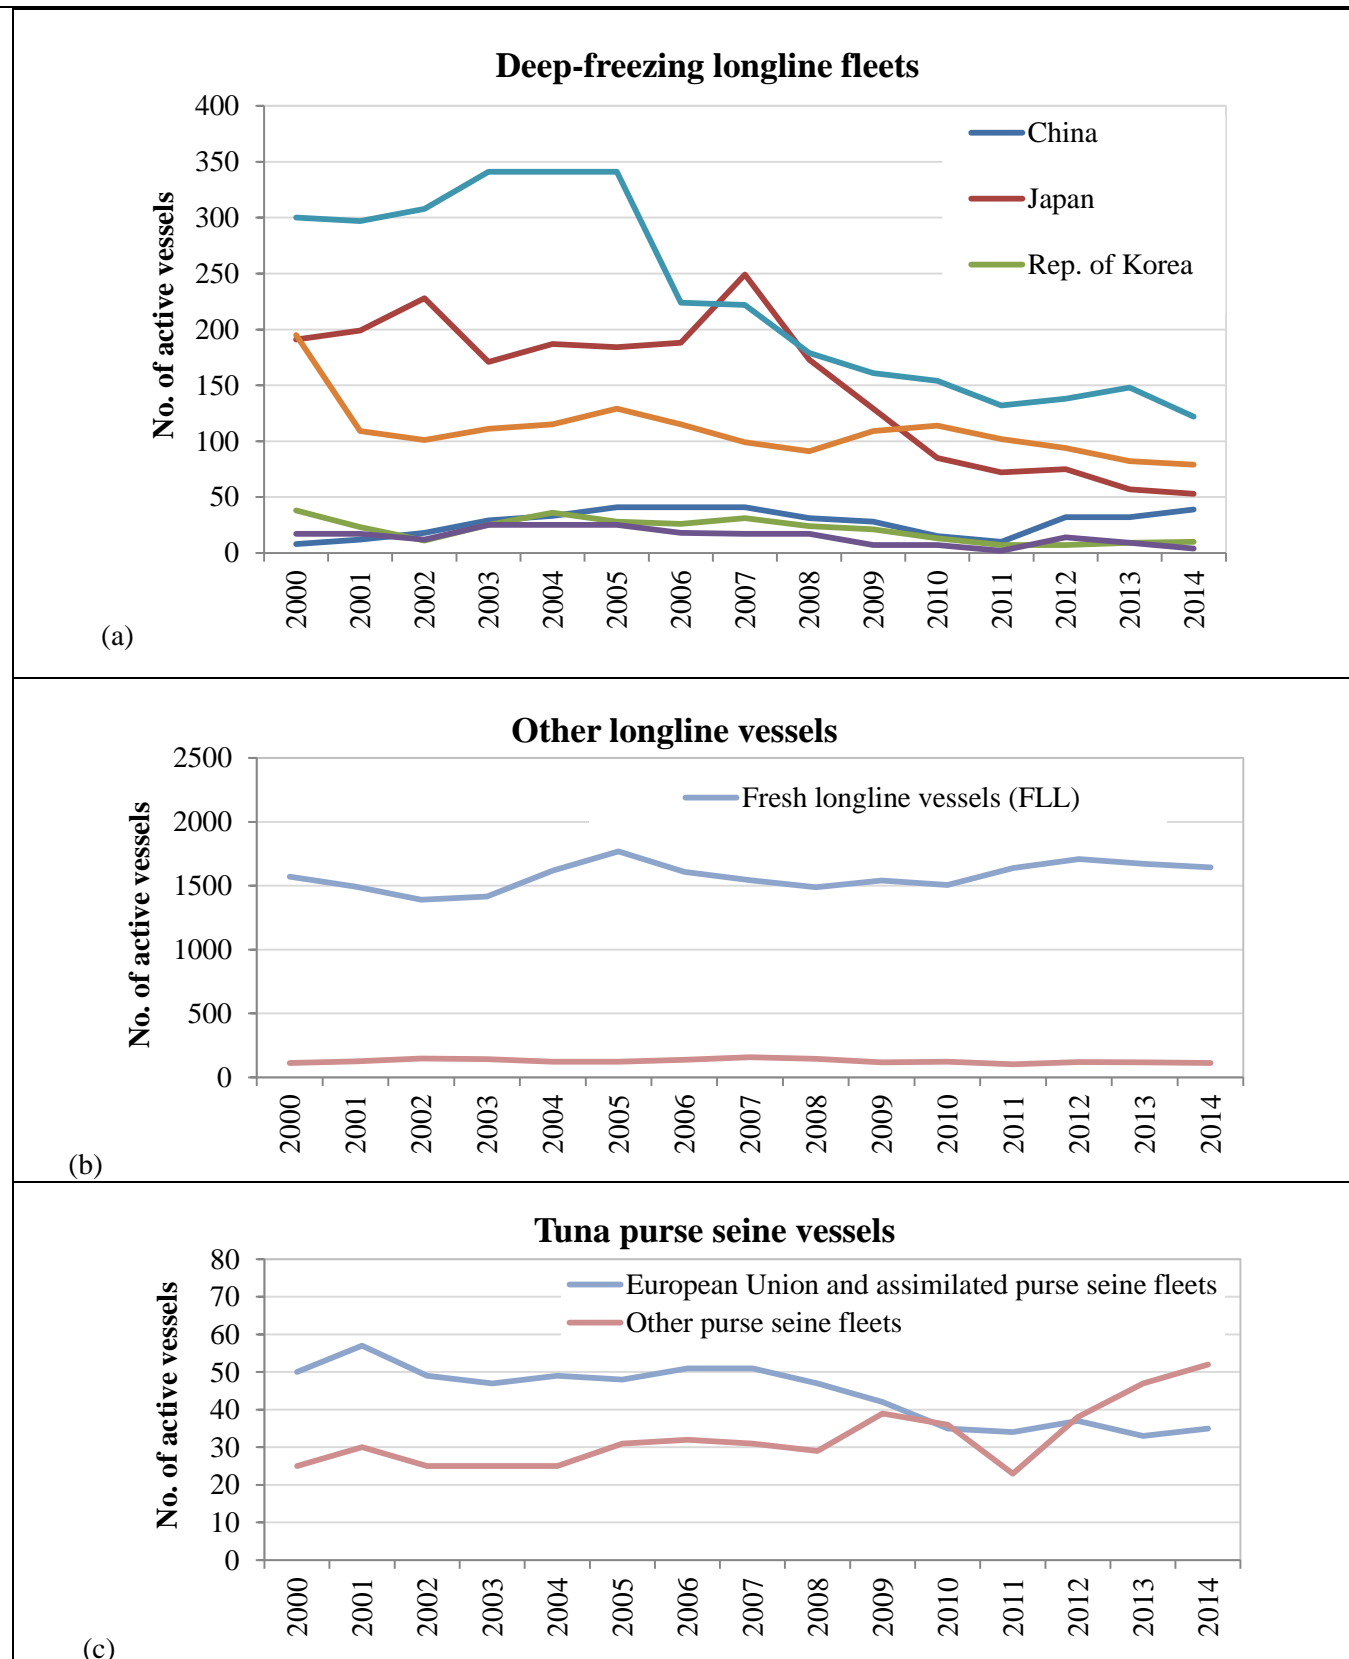 Deep-freezing longline fleets
No. of active vessels
400
350
300
250
200
150
100
50
0
China
Japan
Rep. of Korea
2000 2001 2002 2003 2004 2005 2006 2007 2008 2009 2010 2011 2012 2013 2014
(a)
Other longline vessels
No. of active vessels
2500
2000
1500
1000
500
0
Fresh longline vessels (FLL)
2000 2001 2002 2003 2004 2005 2006 2007 2008 2009 2010 2011 2012 2013 2014
(b)
Tuna purse seine vessels
No. of active vessels
80
70
60
50
40
30
20
10
0
European Union and assimilated purse seine fleets
Other purse seine fleets
2000 2001 2002 2003 2004 2005 2006 2007 2008 2009 2010 2011 2012 2013 2014
(c)